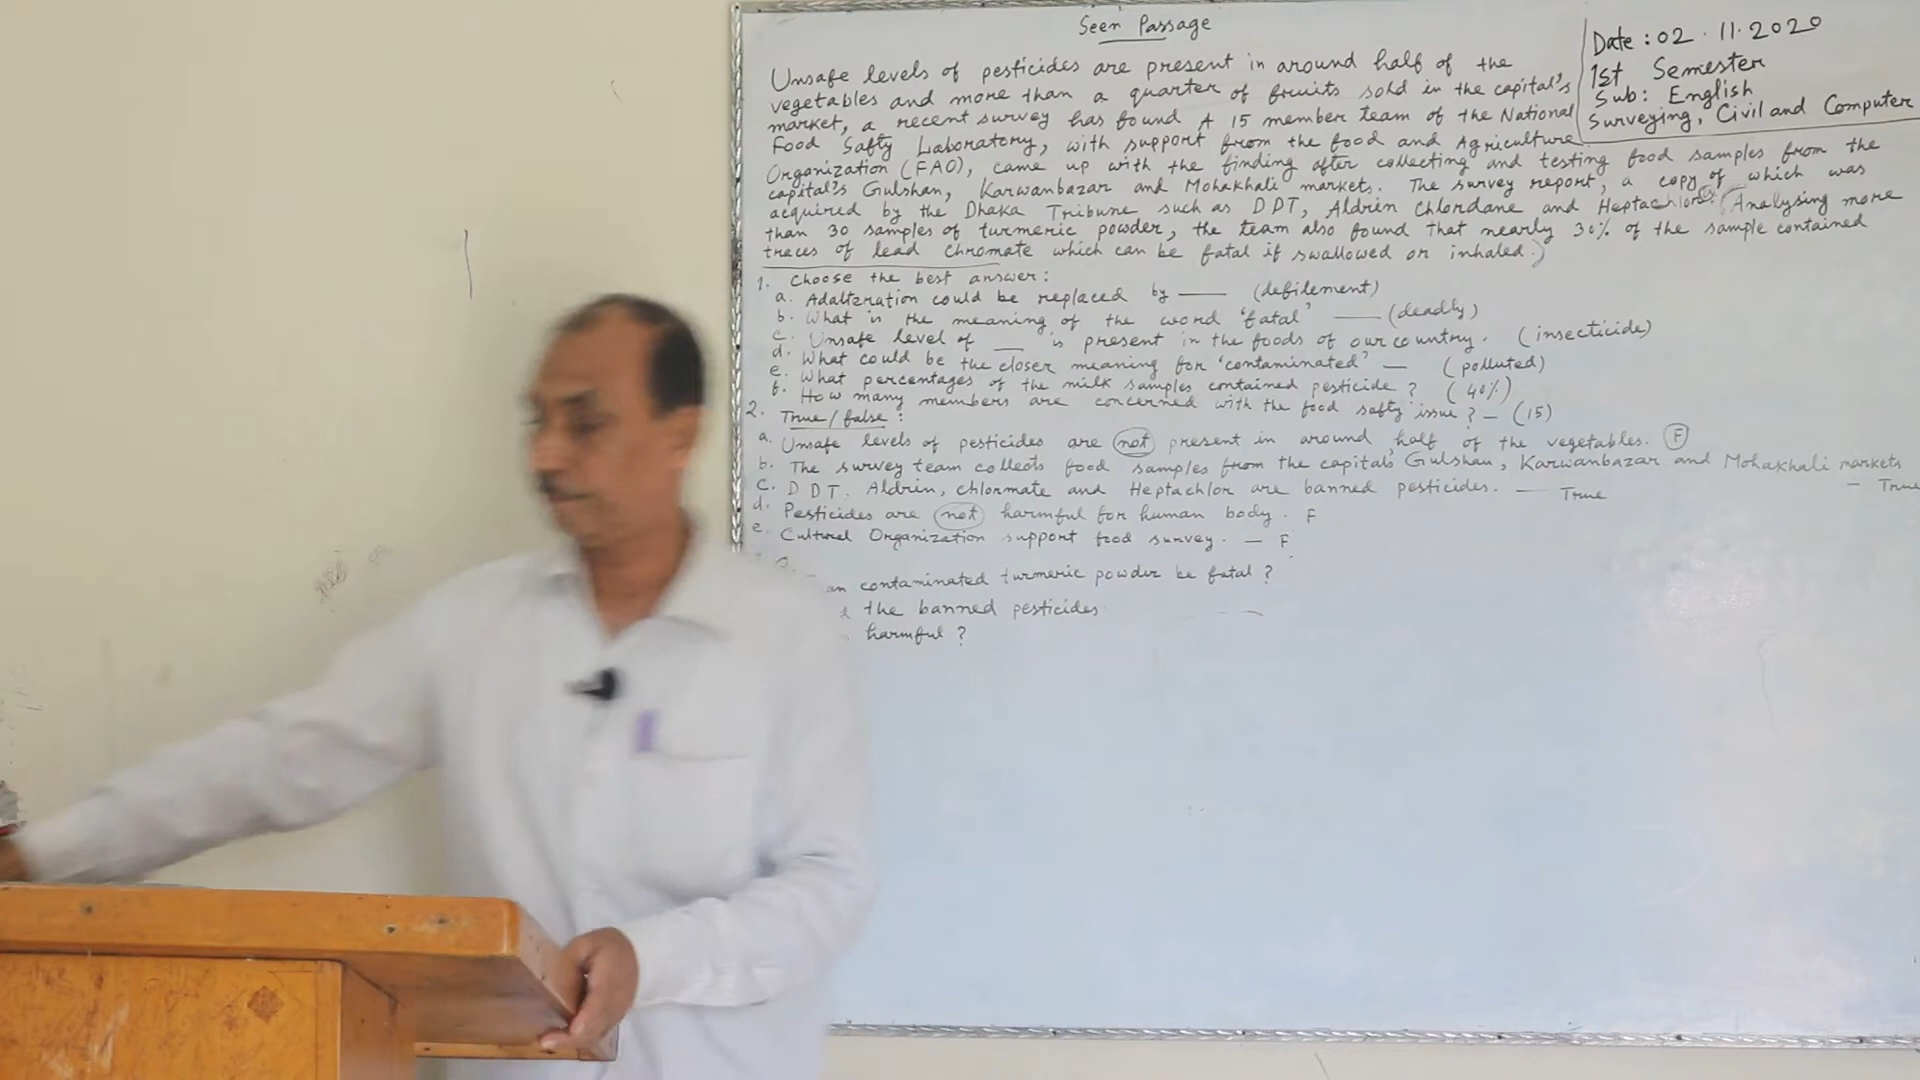 Seen Passage
Date : 02 . 11. 2020
1st Semester
Sub: English
Surveying, Civil and Computer
Unsafe levels of pesticides are present in around half of the
vegetables and more than a quarter of fruits sold in the capital's
market, a recent survey has found A 15 member team of the National
Food Safty Laboratory, with support from the food and Agriculture
Organization (FAO), came up with the finding after collecting and testing food samples from the
capital's Gulshan, Karwanbazar and Mohakhali markets. The survey report, a copy of which was
acquired by the Dhaka Tribune such as DDT, Aldrin Chlordane and Heptachlor. (Analysing more
than 30 samples of turmeric powder, the team also found that nearly 30% of the sample contained
traces of lead chromate which can be fatal if swallowed or inhaled.)
1. Choose the best answer :
a. Adalteration could be replaced by —— (defilement)
b. What is the meaning of the word 'fatal' —— (deadly)
c. Unsafe level of __ is present in the foods of our country. (insecticide)
d. What could be the closer meaning for 'contaminated' — (polluted)
e. What percentages of the milk samples contained pesticide ? (40%)
f. How many members are concerned with the food safty issue ? — (15)
2. True / false :
a. Unsafe levels of pesticides are not present in around half of the vegetables. F
b. The survey team collects food samples from the capital's Gulshan, Karwanbazar and Mohakhali markets
— True
c. DDT, Aldrin, chlormate and Heptachlor are banned pesticides. — True
d. Pesticides are not harmful for human body. F
e. Cultural Organization support food survey. — F
contaminated turmeric powder be fatal ?
the banned pesticides
harmful ?